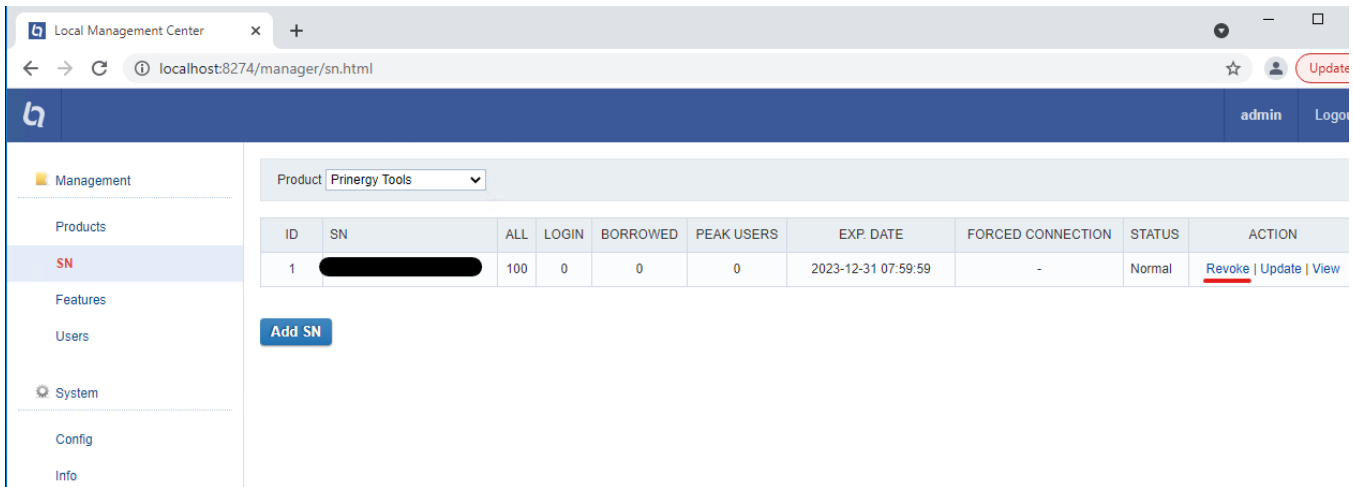 Local Management Center
localhost:8274/manager/sn.html
Update
admin Logou
Management
Product Prinergy Tools
Products
ID SN ALL LOGIN BORROWED PEAK USERS EXP. DATE FORCED CONNECTION STATUS ACTION
SN
1 100 0 0 0 2023-12-31 07:59:59 - Normal Revoke | Update | View
Features
Add SN
Users
System
Config
Info